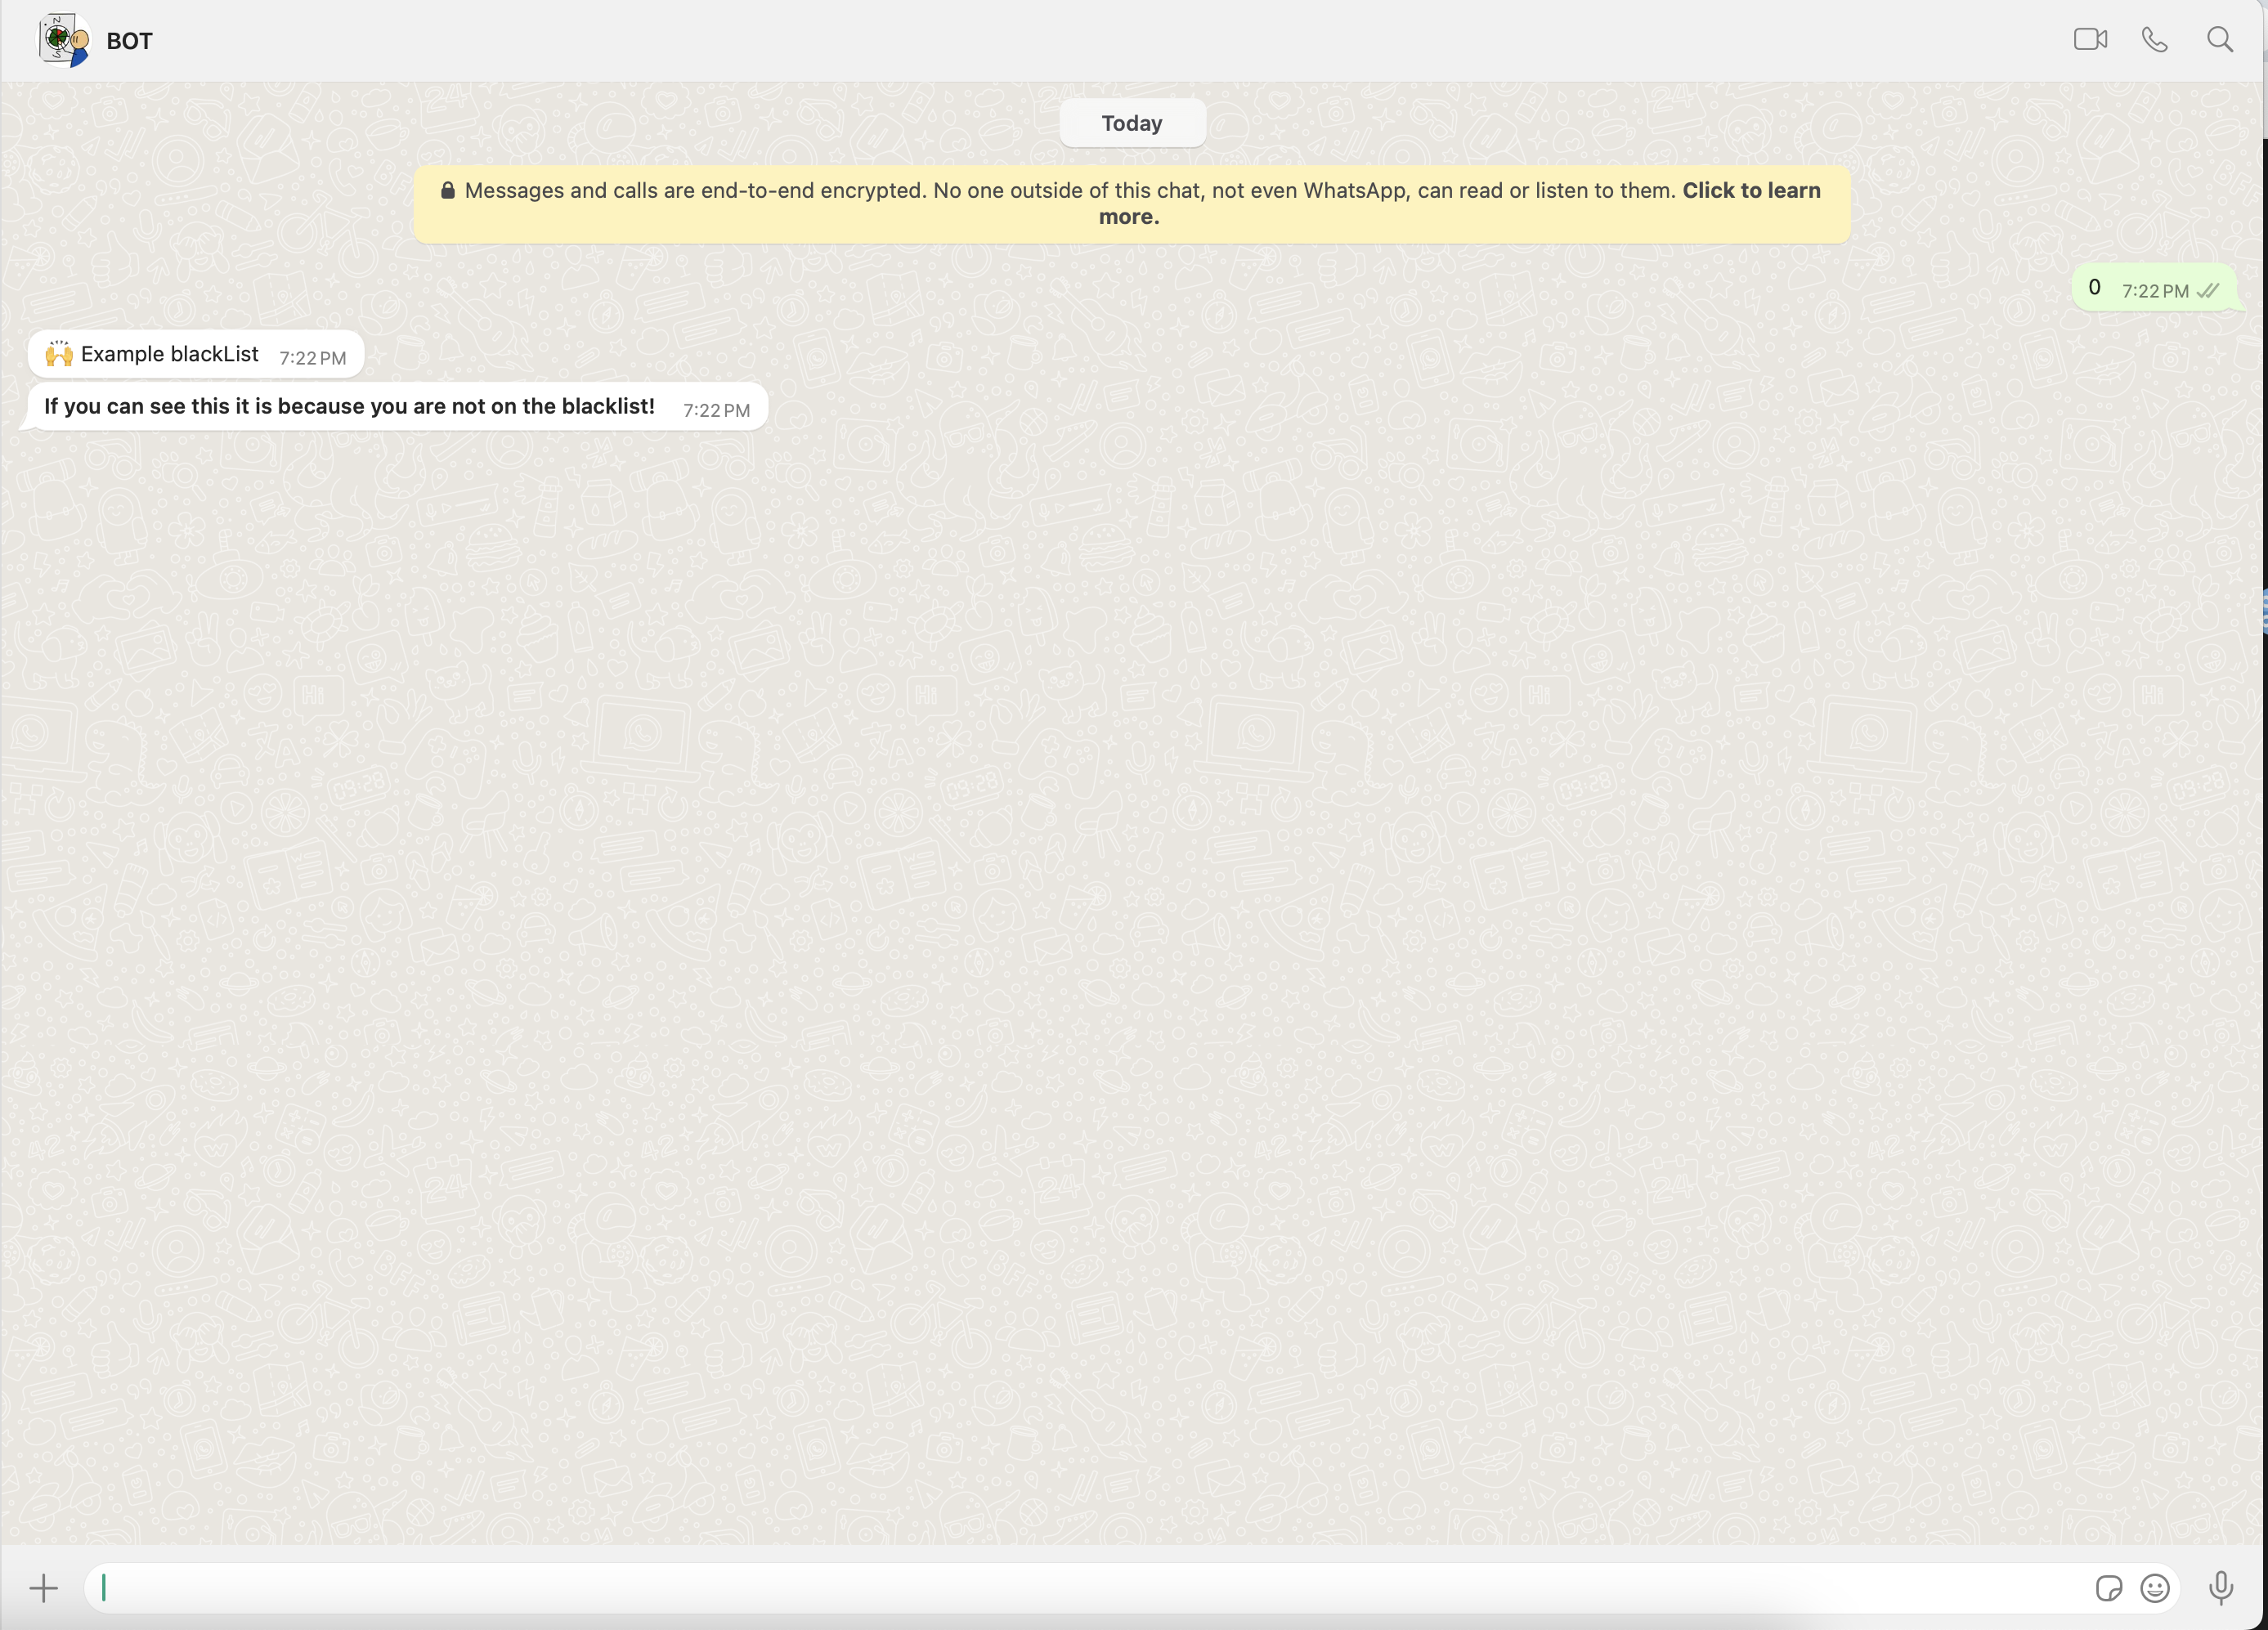 BOT
Today
Messages and calls are end-to-end encrypted. No one outside of this chat, not even WhatsApp, can read or listen to them. Click to learn
more.
0 7:22 PM
🙌 Example blackList 7:22 PM
If you can see this it is because you are not on the blacklist! 7:22 PM